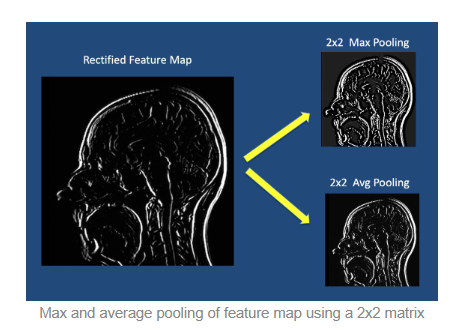 Rectified Feature Map
2x2 Max Pooling
2x2 Avg Pooling
Max and average pooling of feature map using a 2x2 matrix